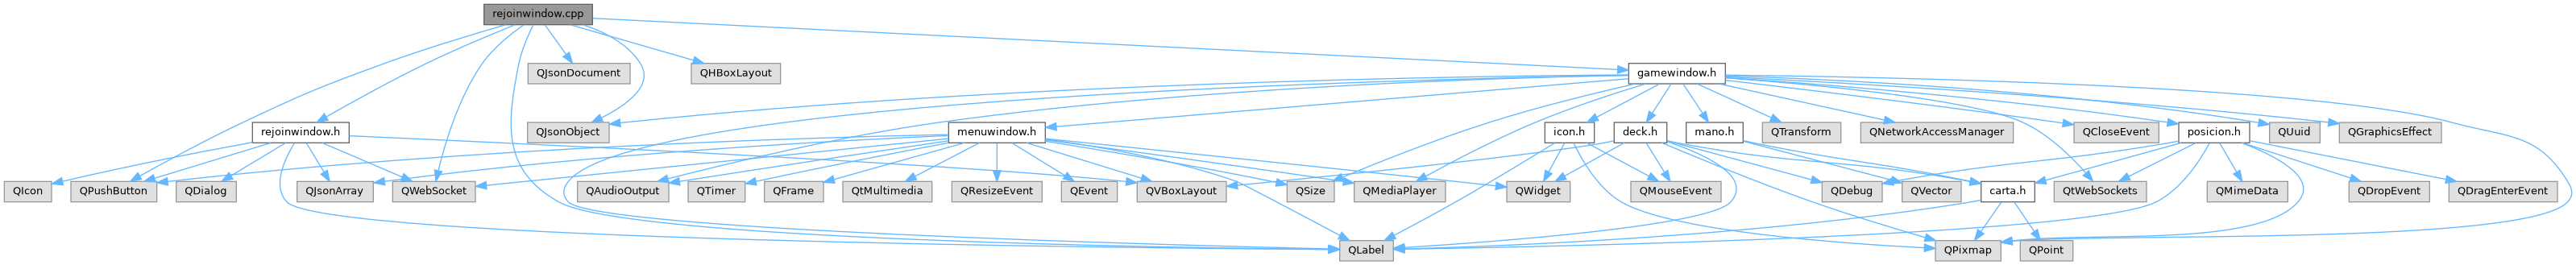 rejoinwindow.cpp
QJsonDocument
QHBoxLayout
gamewindow.h
rejoinwindow.h
QJsonObject
menuwindow.h
icon.h
deck.h
mano.h
QTransform
QNetworkAccessManager
QCloseEvent
posicion.h
QUuid
QGraphicsEffect
QIcon
QPushButton
QDialog
QJsonArray
QWebSocket
QAudioOutput
QTimer
QFrame
QtMultimedia
QResizeEvent
QEvent
QVBoxLayout
QSize
QMediaPlayer
QWidget
QMouseEvent
QDebug
QVector
carta.h
QtWebSockets
QMimeData
QDropEvent
QDragEnterEvent
QLabel
QPixmap
QPoint